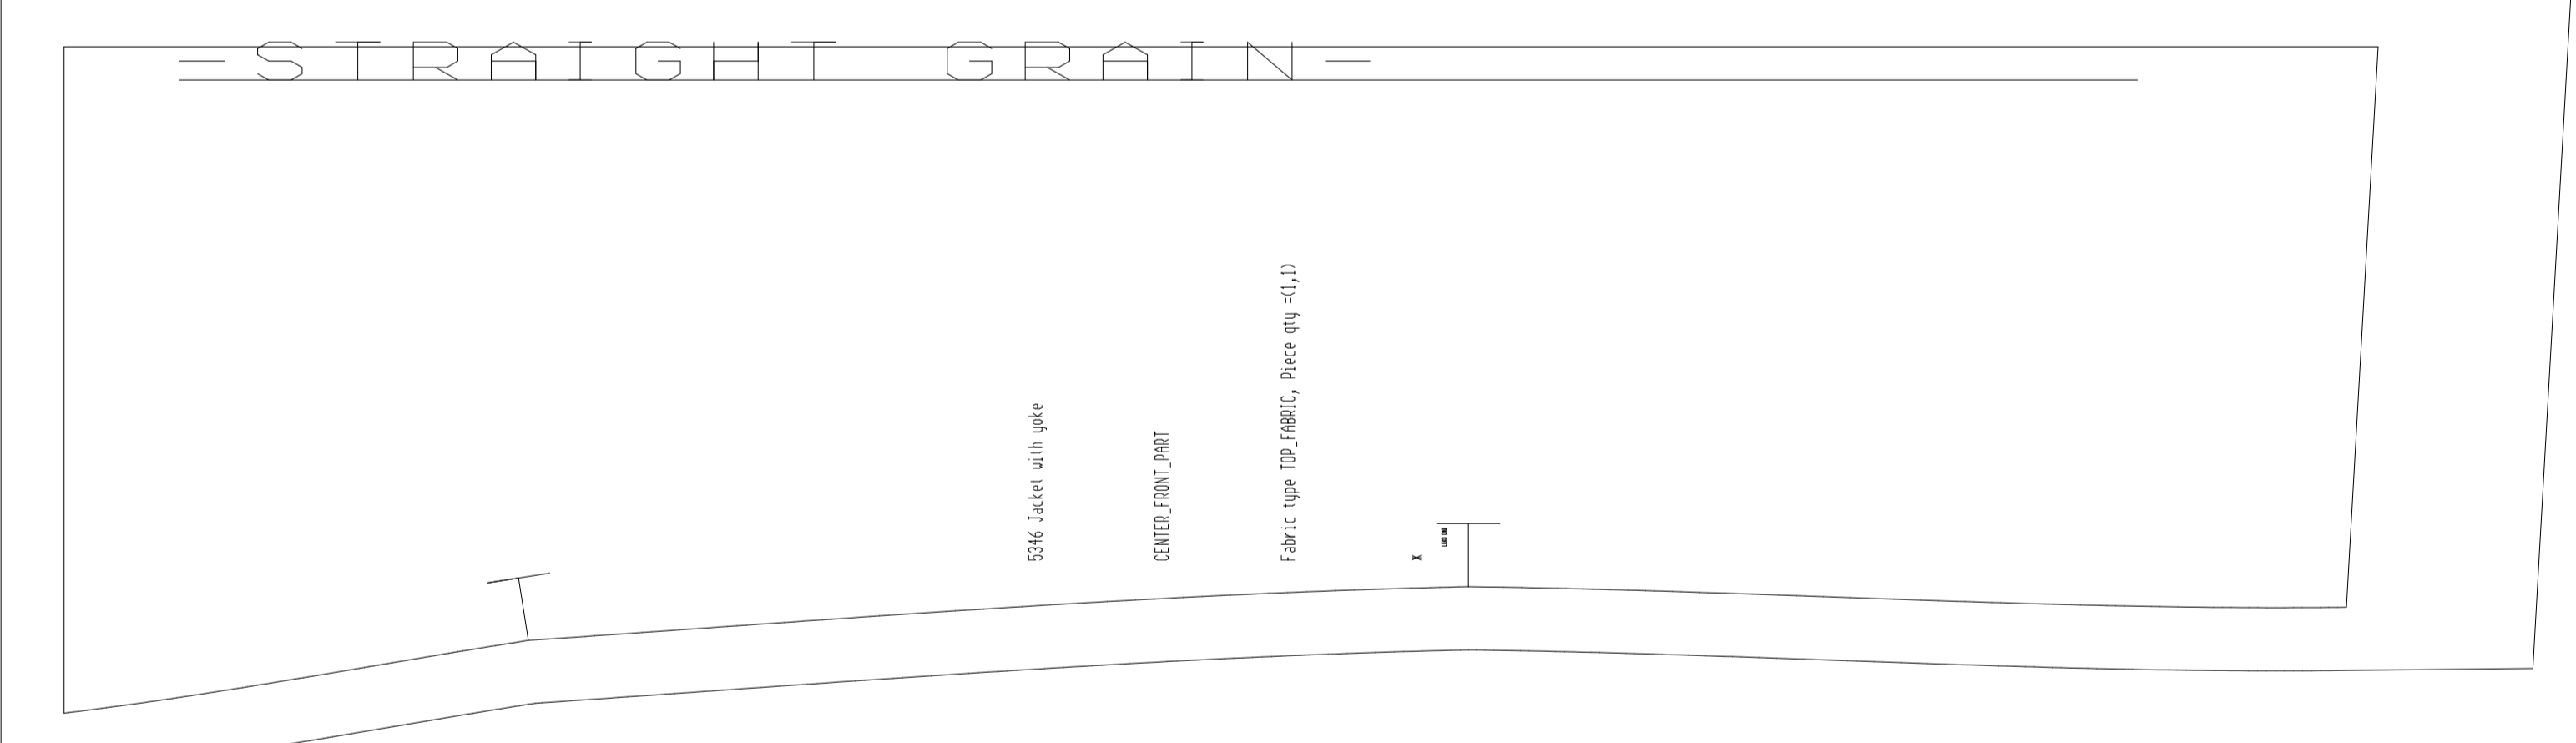 -STRAIGHT GRAIN-
5346 Jacket with yoke
CENTER_FRONT_PART
Fabric type TOP_FABRIC, Piece qty =(1,1)